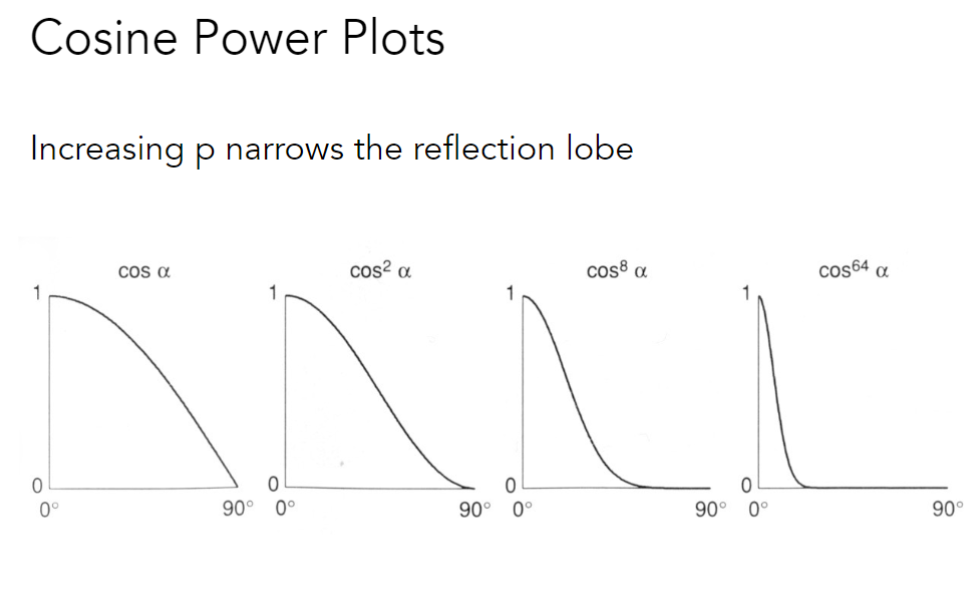 Cosine Power Plots
Increasing p narrows the reflection lobe
cos α cos² α cos⁸ α cos⁶⁴ α
1 1 1 1
0 0 0 0
0° 90° 0° 90° 0° 90° 0° 90°